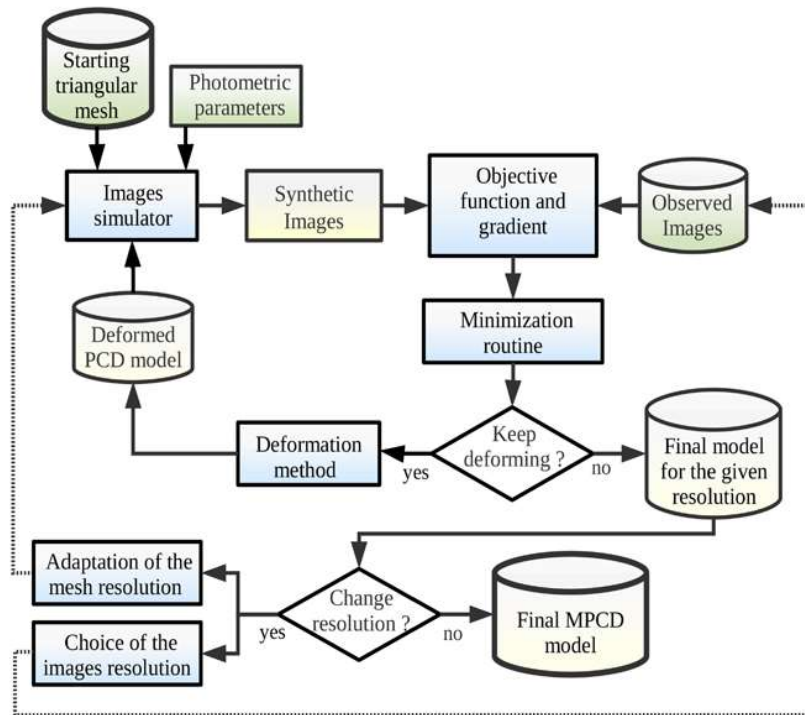 Starting
triangular
mesh
Photometric
parameters
Images
simulator
Synthetic
Images
Objective
function and
gradient
Observed
Images
Deformed
PCD model
Minimization
routine
Deformation
method
yes
Keep
deforming ?
no
Final model
for the given
resolution
Adaptation of the
mesh resolution
Choice of the
images resolution
yes
Change
resolution ?
no
Final MPCD
model